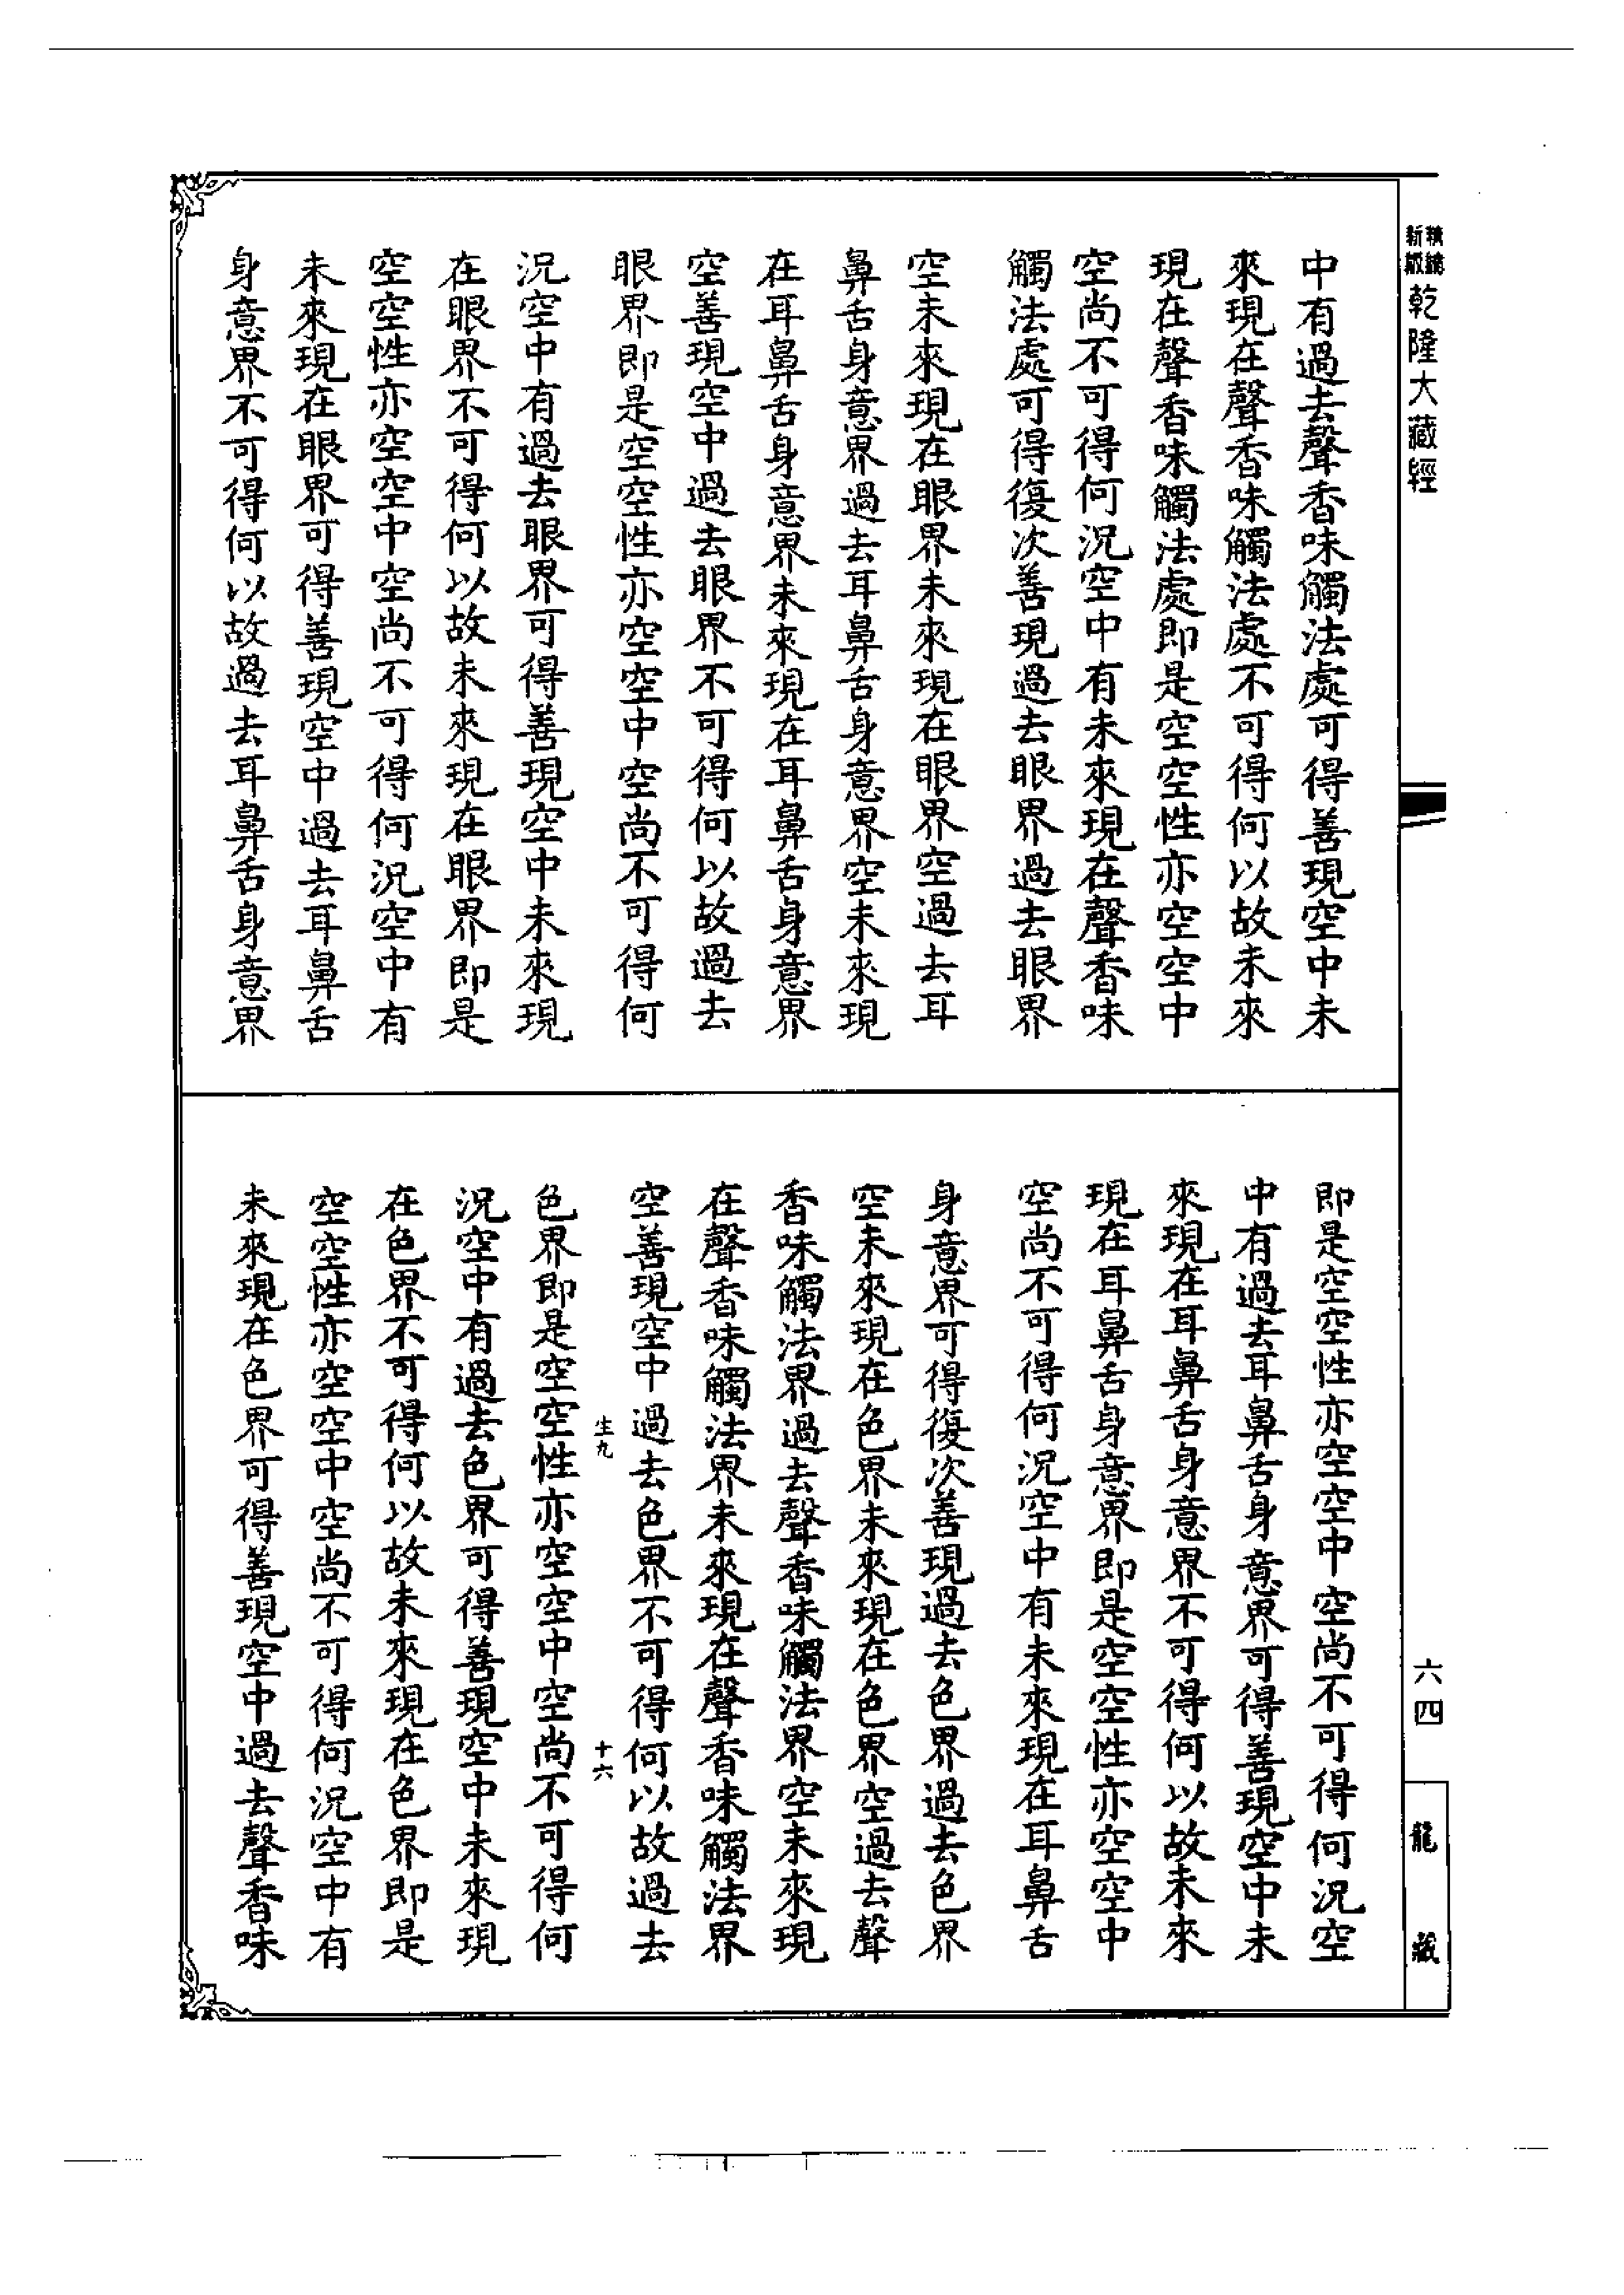 新版精縮乾隆大藏經
中有過去聲香味觸法處可得善現空中未
來現在聲香味觸法處不可得何以故未來
現在聲香味觸法處即是空空性亦空空中
空尚不可得何況空中有未來現在聲香味
觸法處可得復次善現過去眼界過去眼界
空未來現在眼界未來現在眼界空過去耳
鼻舌身意界過去耳鼻舌身意界空未來現
在耳鼻舌身意界未來現在耳鼻舌身意界
空善現空中過去眼界不可得何以故過去
眼界即是空空性亦空空中空尚不可得何
況空中有過去眼界可得善現空中未來現
在眼界不可得何以故未來現在眼界即是
空空性亦空空中空尚不可得何況空中有
未來現在眼界可得善現空中過去耳鼻舌
身意界不可得何以故過去耳鼻舌身意界
即是空空性亦空空中空尚不可得何況空
中有過去耳鼻舌身意界可得善現空中未
來現在耳鼻舌身意界不可得何以故未來
現在耳鼻舌身意界即是空空性亦空空中
空尚不可得何況空中有未來現在耳鼻舌
身意界可得復次善現過去色界過去色界
空未來現在色界未來現在色界空過去聲
香味觸法界過去聲香味觸法界空未來現
在聲香味觸法界未來現在聲香味觸法界
空善現空中過去色界不可得何以故過去
生九 十六
色界即是空空性亦空空中空尚不可得何
況空中有過去色界可得善現空中未來現
在色界不可得何以故未來現在色界即是
空空性亦空空中空尚不可得何況空中有
未來現在色界可得善現空中過去聲香味
六四
龍藏